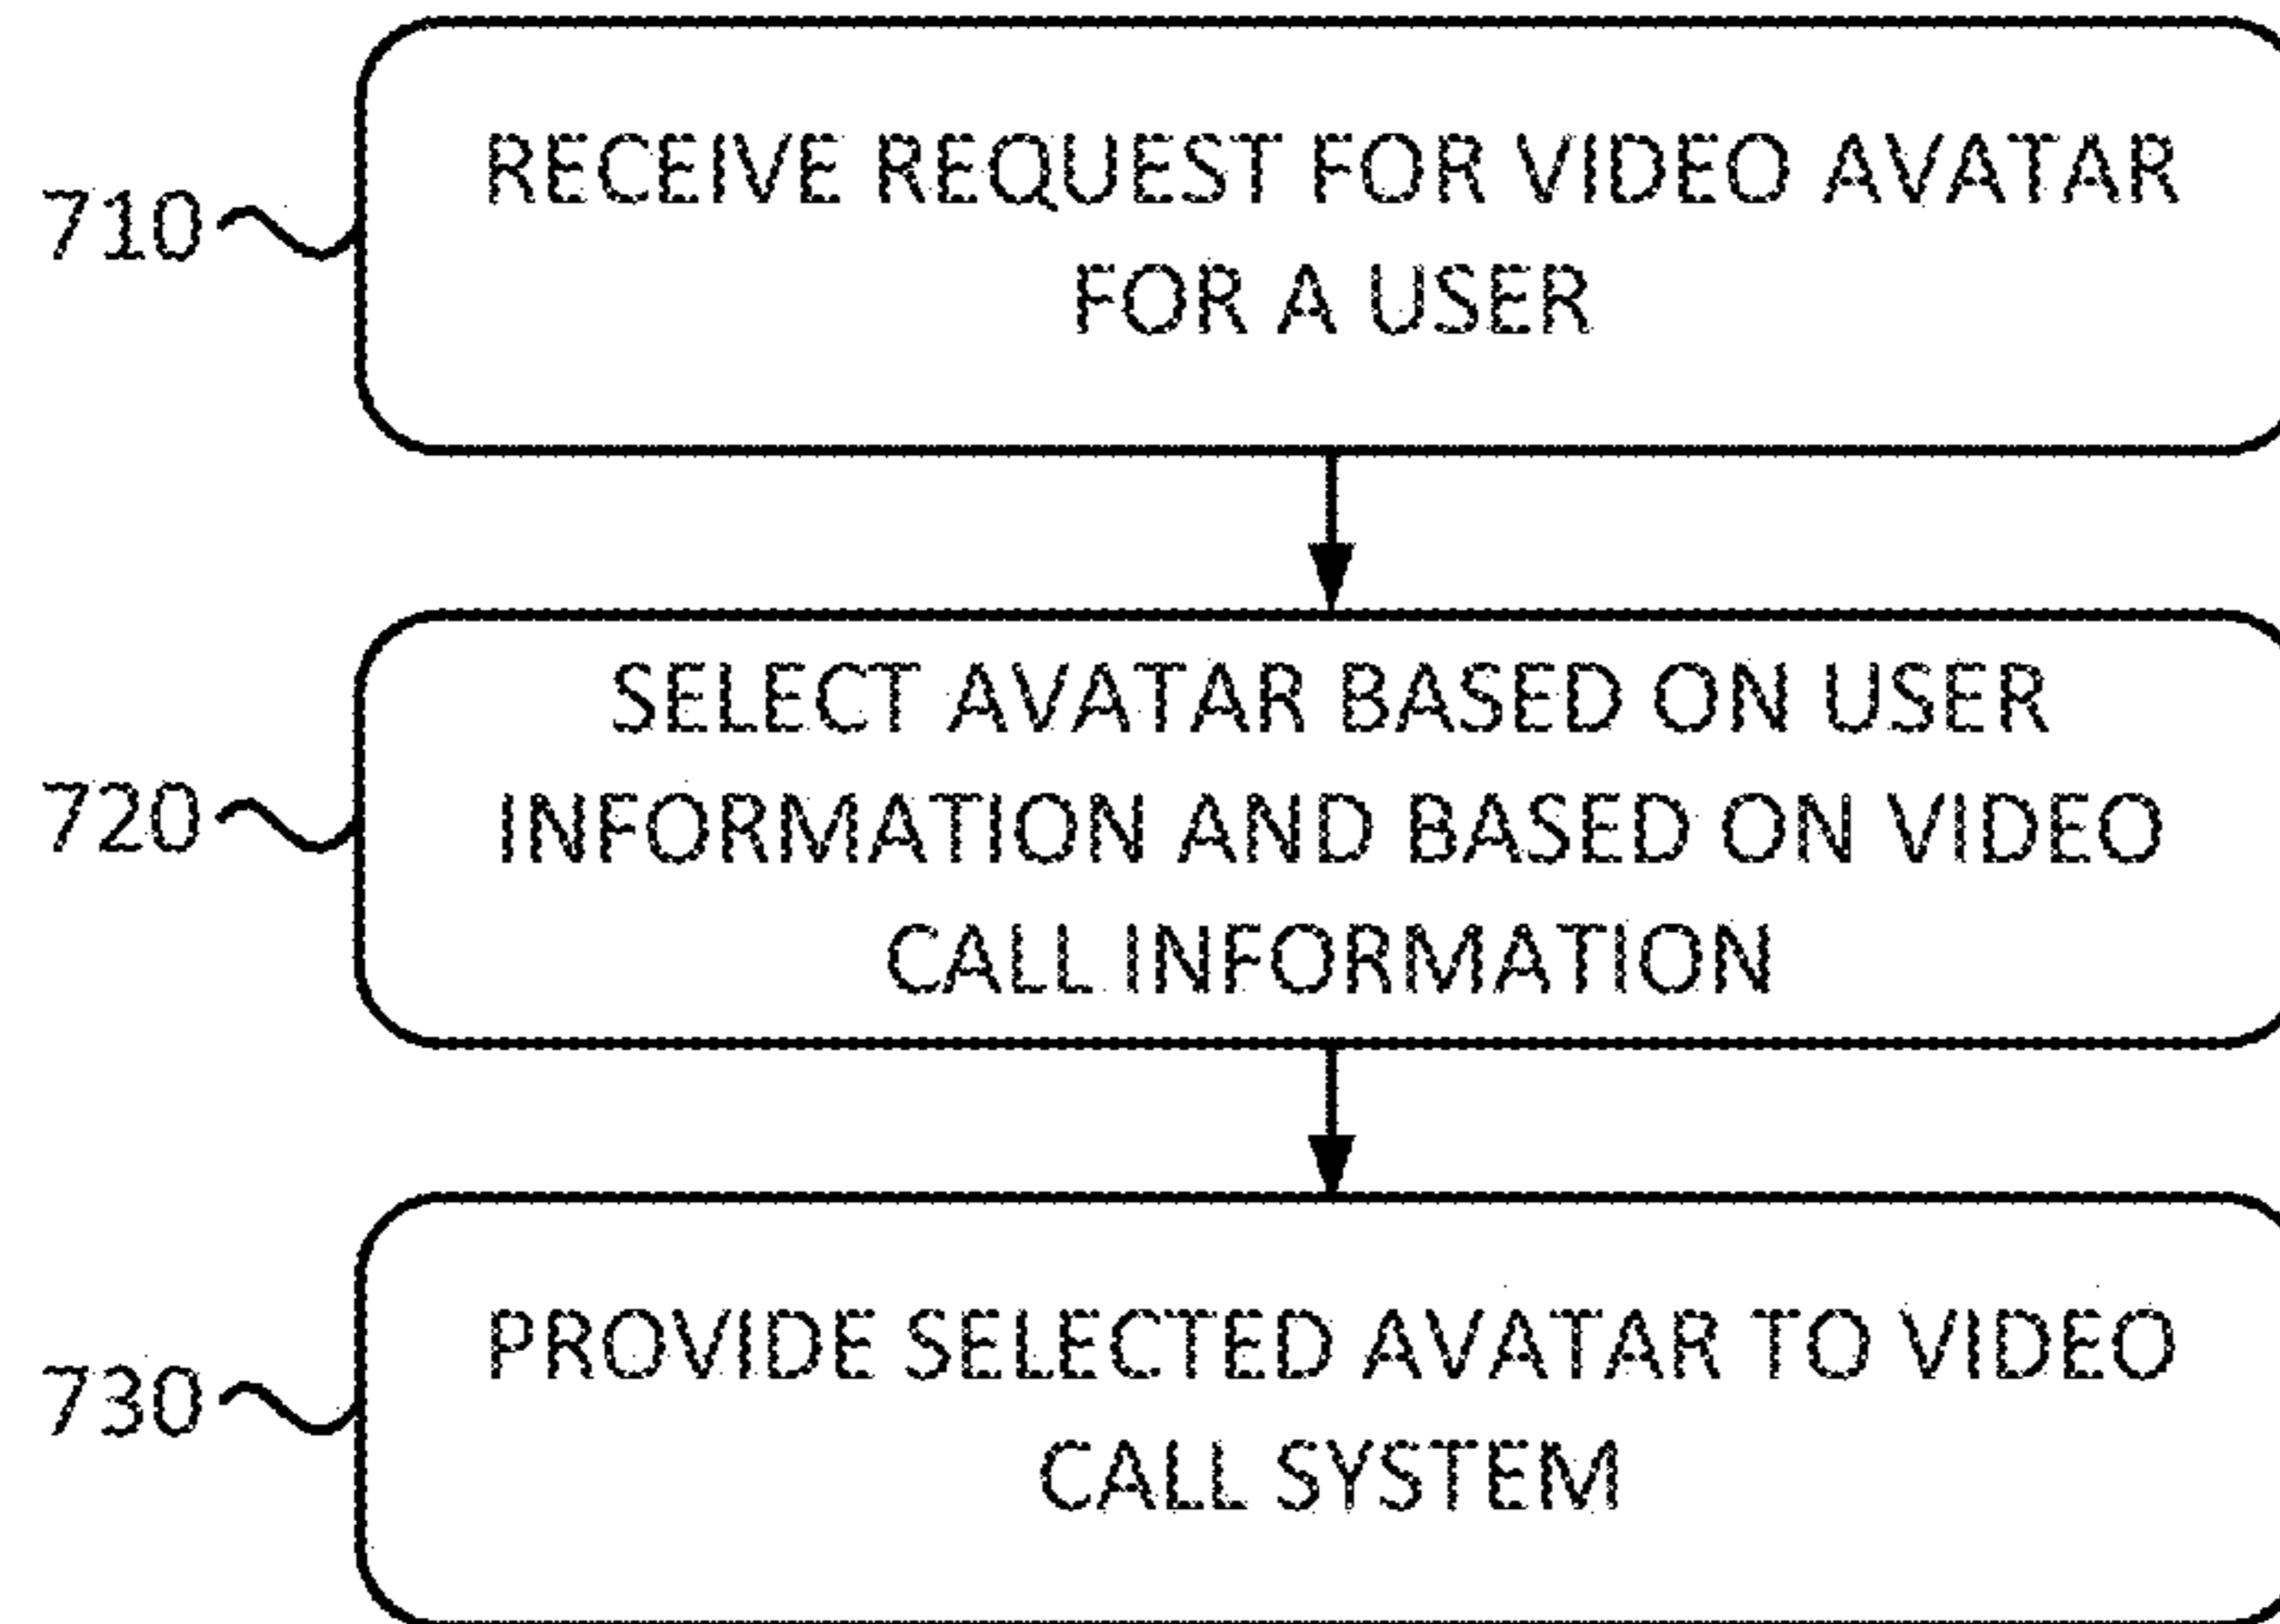 710
RECEIVE REQUEST FOR VIDEO AVATAR
FOR A USER
720
SELECT AVATAR BASED ON USER
INFORMATION AND BASED ON VIDEO
CALL INFORMATION
730
PROVIDE SELECTED AVATAR TO VIDEO
CALL SYSTEM